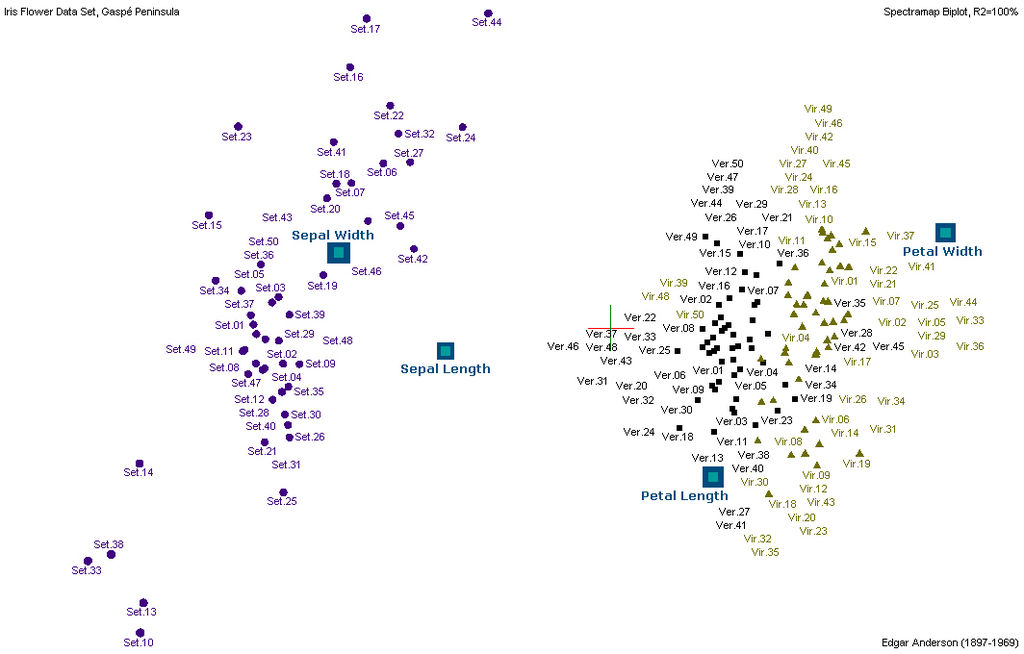 Iris Flower Data Set, Gaspé Peninsula
Spectramap Biplot, R2=100%
Set.17
Set.44
Set.16
Set.22
Set.23
Set.32
Set.24
Set.41
Set.27
Set.06
Set.18
Set.07
Set.20
Set.43
Set.45
Set.15
Sepal Width
Set.50
Set.36
Set.42
Set.46
Set.05
Set.19
Set.34
Set.03
Set.37
Set.39
Set.01
Set.29
Set.48
Set.49
Set.11
Set.02
Set.09
Set.08
Set.04
Set.47
Set.35
Set.12
Set.28
Set.30
Set.40
Set.26
Set.21
Set.31
Set.14
Set.25
Set.38
Set.33
Set.13
Set.10
Sepal Length
Vir.49
Vir.46
Vir.42
Vir.40
Ver.50
Vir.27
Vir.45
Ver.47
Vir.24
Ver.39
Vir.28
Vir.16
Ver.44
Ver.29
Vir.13
Ver.26
Ver.21
Vir.10
Ver.49
Ver.17
Vir.11
Vir.15
Vir.37
Petal Width
Ver.15
Ver.10
Ver.36
Ver.12
Vir.22
Vir.41
Vir.39
Ver.16
Ver.07
Vir.01
Vir.21
Vir.48
Ver.02
Ver.35
Vir.07
Vir.25
Vir.44
Vir.50
Ver.22
Ver.08
Vir.02
Vir.05
Vir.33
Ver.37
Ver.33
Vir.04
Ver.28
Vir.29
Ver.46
Ver.48
Ver.25
Ver.42
Ver.45
Vir.03
Vir.36
Ver.43
Vir.17
Ver.01
Ver.04
Ver.14
Ver.31
Ver.20
Ver.06
Ver.09
Ver.05
Ver.34
Ver.32
Ver.19
Vir.26
Vir.34
Ver.30
Ver.03
Ver.23
Vir.06
Ver.24
Ver.18
Vir.14
Vir.31
Ver.11
Vir.08
Ver.13
Ver.38
Vir.19
Ver.40
Vir.09
Petal Length
Vir.30
Vir.12
Vir.18
Vir.43
Ver.27
Vir.20
Ver.41
Vir.23
Vir.32
Vir.35
Edgar Anderson (1897-1969)